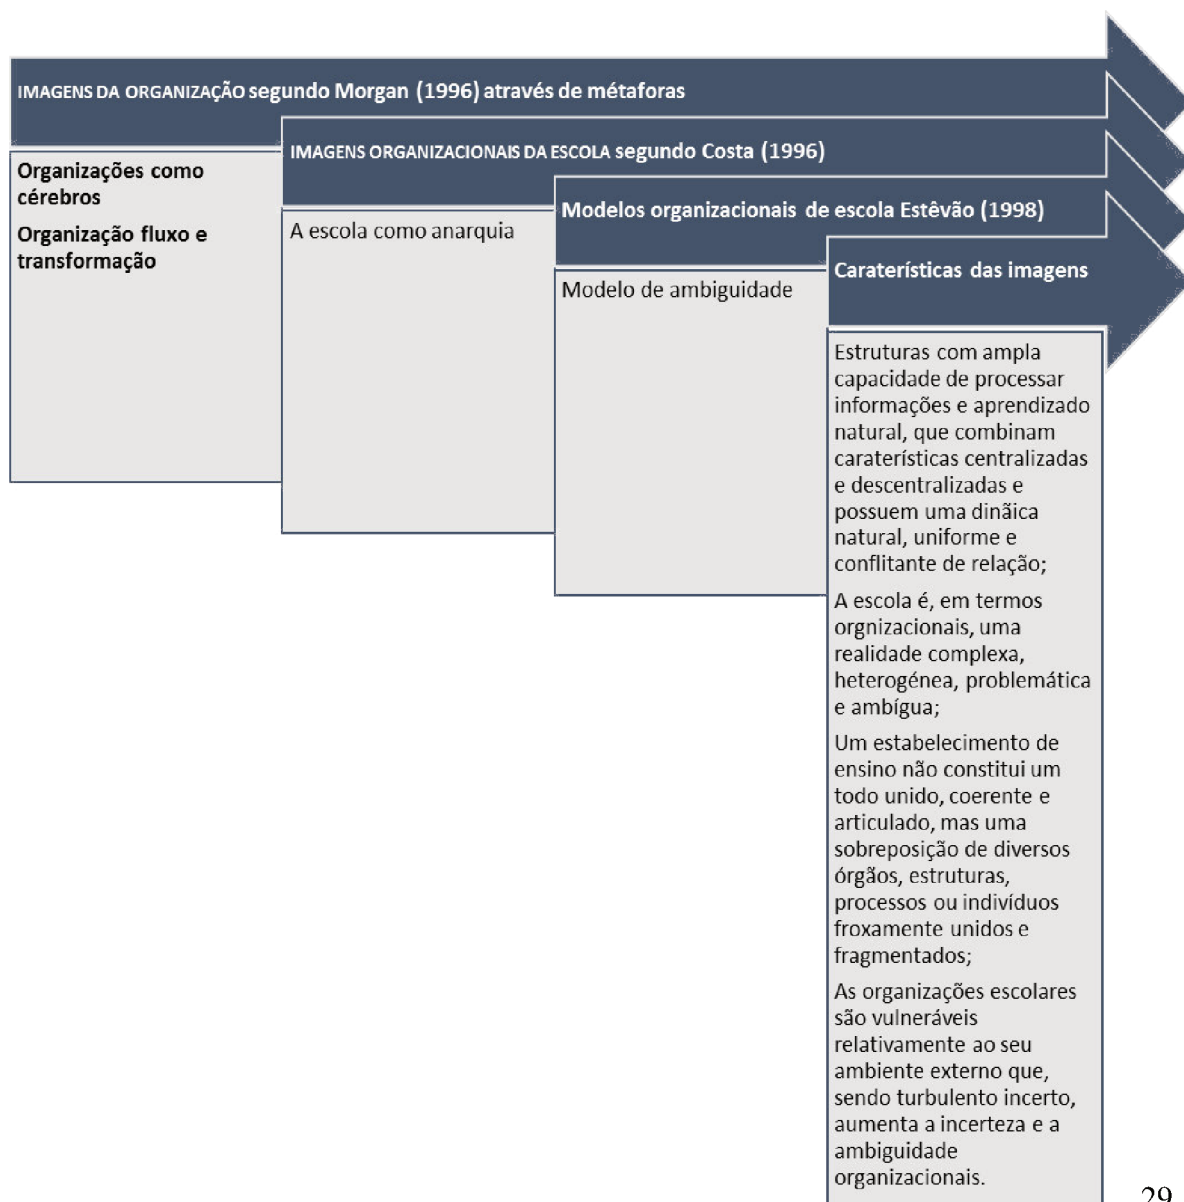 IMAGENS DA ORGANIZAÇÃO segundo Morgan (1996) através de métaforas
Organizações como
cérebros
Organização fluxo e
transformação
IMAGENS ORGANIZACIONAIS DA ESCOLA segundo Costa (1996)
A escola como anarquia
Modelos organizacionais de escola Estêvão (1998)
Modelo de ambiguidade
Caraterísticas das imagens
Estruturas com ampla
capacidade de processar
informações e aprendizado
natural, que combinam
caraterísticas centralizadas
e descentralizadas e
possuem uma dinãica
natural, uniforme e
conflitante de relação;
A escola é, em termos
orgnizacionais, uma
realidade complexa,
heterogénea, problemática
e ambígua;
Um estabelecimento de
ensino não constitui um
todo unido, coerente e
articulado, mas uma
sobreposição de diversos
órgãos, estruturas,
processos ou indivíduos
froxamente unidos e
fragmentados;
As organizações escolares
são vulneráveis
relativamente ao seu
ambiente externo que,
sendo turbulento incerto,
aumenta a incerteza e a
ambiguidade
organizacionais.
29